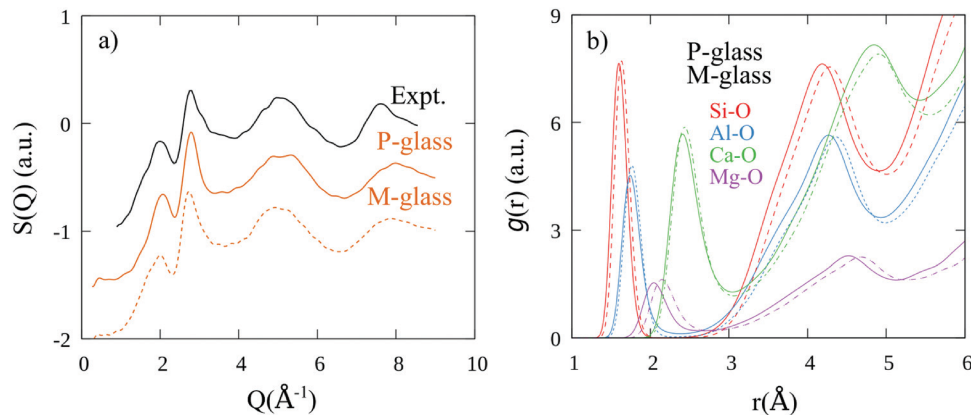 a)
1
0
-1
-2
S(Q) (a.u.)
Expt.
P-glass
M-glass
0
2
4
6
8
10
Q(Å⁻¹)
b)
9
6
3
0
g(r) (a.u.)
P-glass
M-glass
Si-O
Al-O
Ca-O
Mg-O
1
2
3
4
5
6
r(Å)